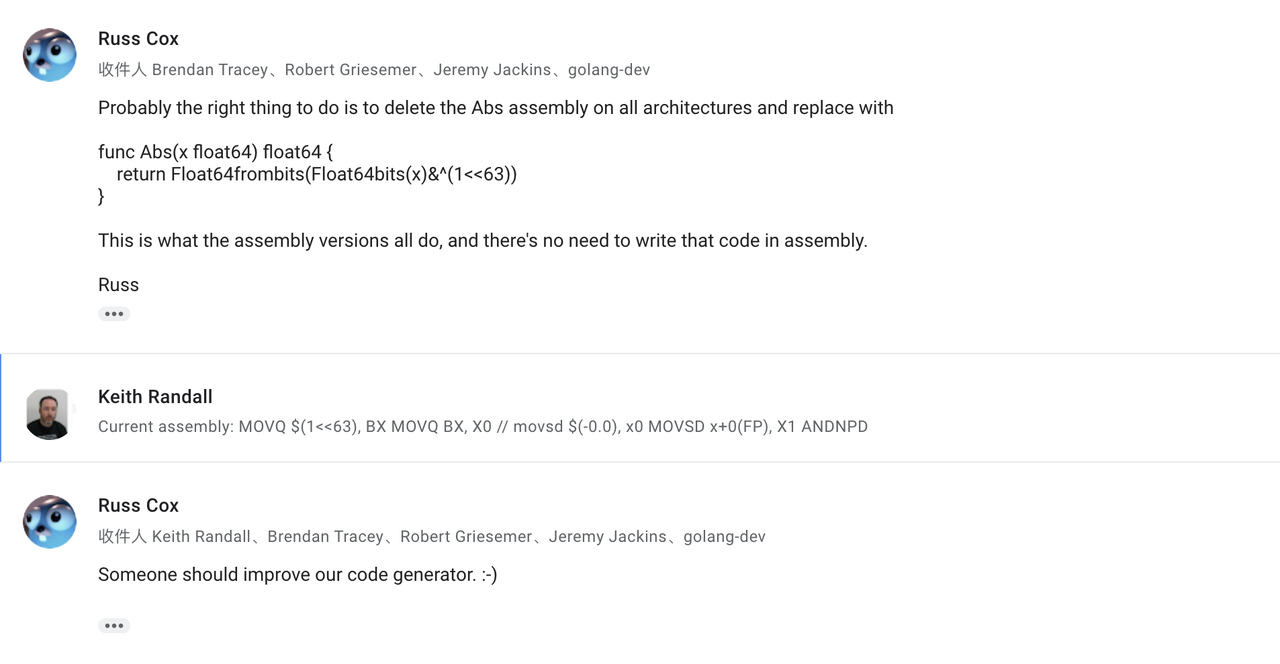 Russ Cox
收件人 Brendan Tracey、Robert Griesemer、Jeremy Jackins、golang-dev
Probably the right thing to do is to delete the Abs assembly on all architectures and replace with
func Abs(x float64) float64 {
    return Float64frombits(Float64bits(x)&^(1<<63))
}
This is what the assembly versions all do, and there's no need to write that code in assembly.
Russ
•••
Keith Randall
Current assembly: MOVQ $(1<<63), BX MOVQ BX, X0 // movsd $(-0.0), x0 MOVSD x+0(FP), X1 ANDNPD
Russ Cox
收件人 Keith Randall、Brendan Tracey、Robert Griesemer、Jeremy Jackins、golang-dev
Someone should improve our code generator. :-)
•••